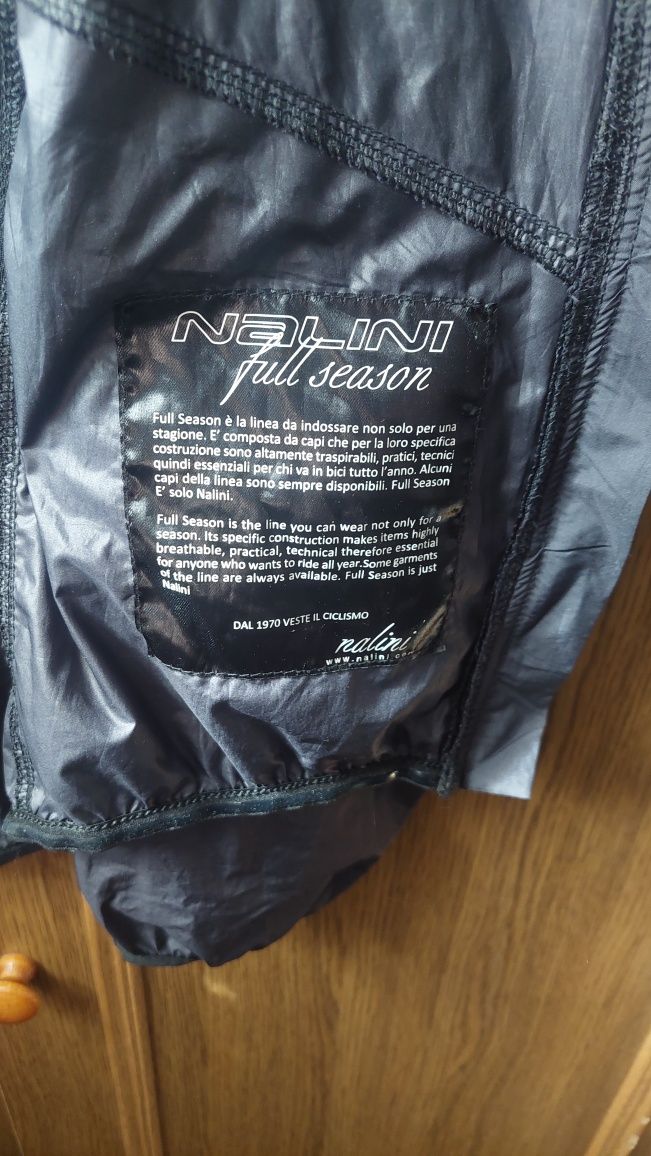 NALINI
full season
Full Season è la linea da indossare non solo per una
stagione. E' composta da capi che per la loro specifica
costruzione sono altamente traspirabili, pratici, tecnici
quindi essenziali per chi va in bici tutto l'anno. Alcuni
capi della linea sono sempre disponibili. Full Season
E' solo Nalini.
Full Season is the line you can wear not only for a
season. Its specific construction makes items highly
breathable, practical, technical therefore essential
for anyone who wants to ride all year.Some garments
of the line are always available. Full Season is just
Nalini
DAL 1970 VESTE IL CICLISMO
nalini
www.nalini.com